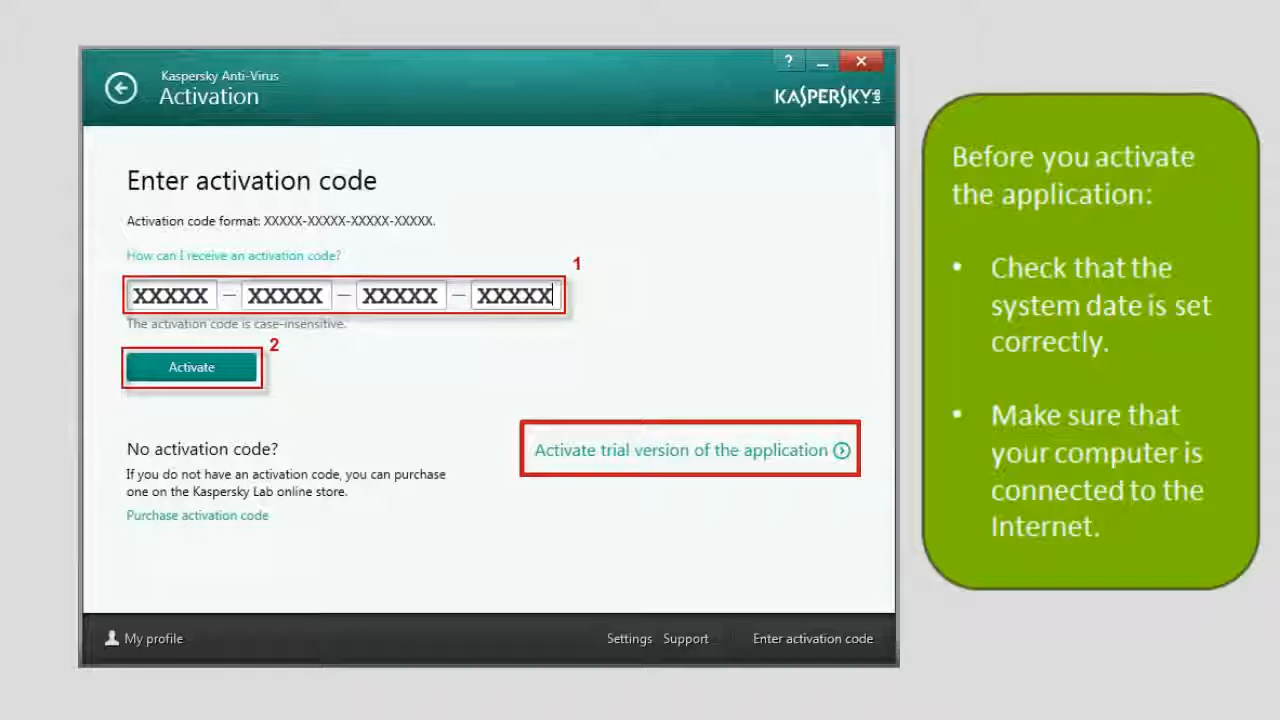 Kaspersky Anti-Virus
Activation
?
KASPERSKY LAB
Enter activation code
Activation code format: XXXXX-XXXXX-XXXXX-XXXXX.
How can I receive an activation code?
1
XXXXX – XXXXX – XXXXX – XXXXX
The activation code is case-insensitive.
2
Activate
No activation code?
If you do not have an activation code, you can purchase
one on the Kaspersky Lab online store.
Purchase activation code
Activate trial version of the application
My profile
Settings Support Enter activation code
Before you activate
the application:
• Check that the
system date is set
correctly.
• Make sure that
your computer is
connected to the
Internet.